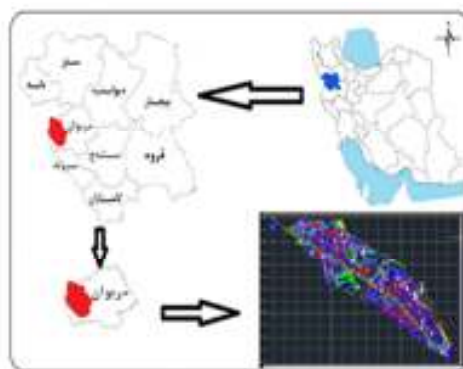 سقز
بانه
دیواندره
بیجار
مریوان
سنندج
قروه
سروآباد
کامیاران
مریوان